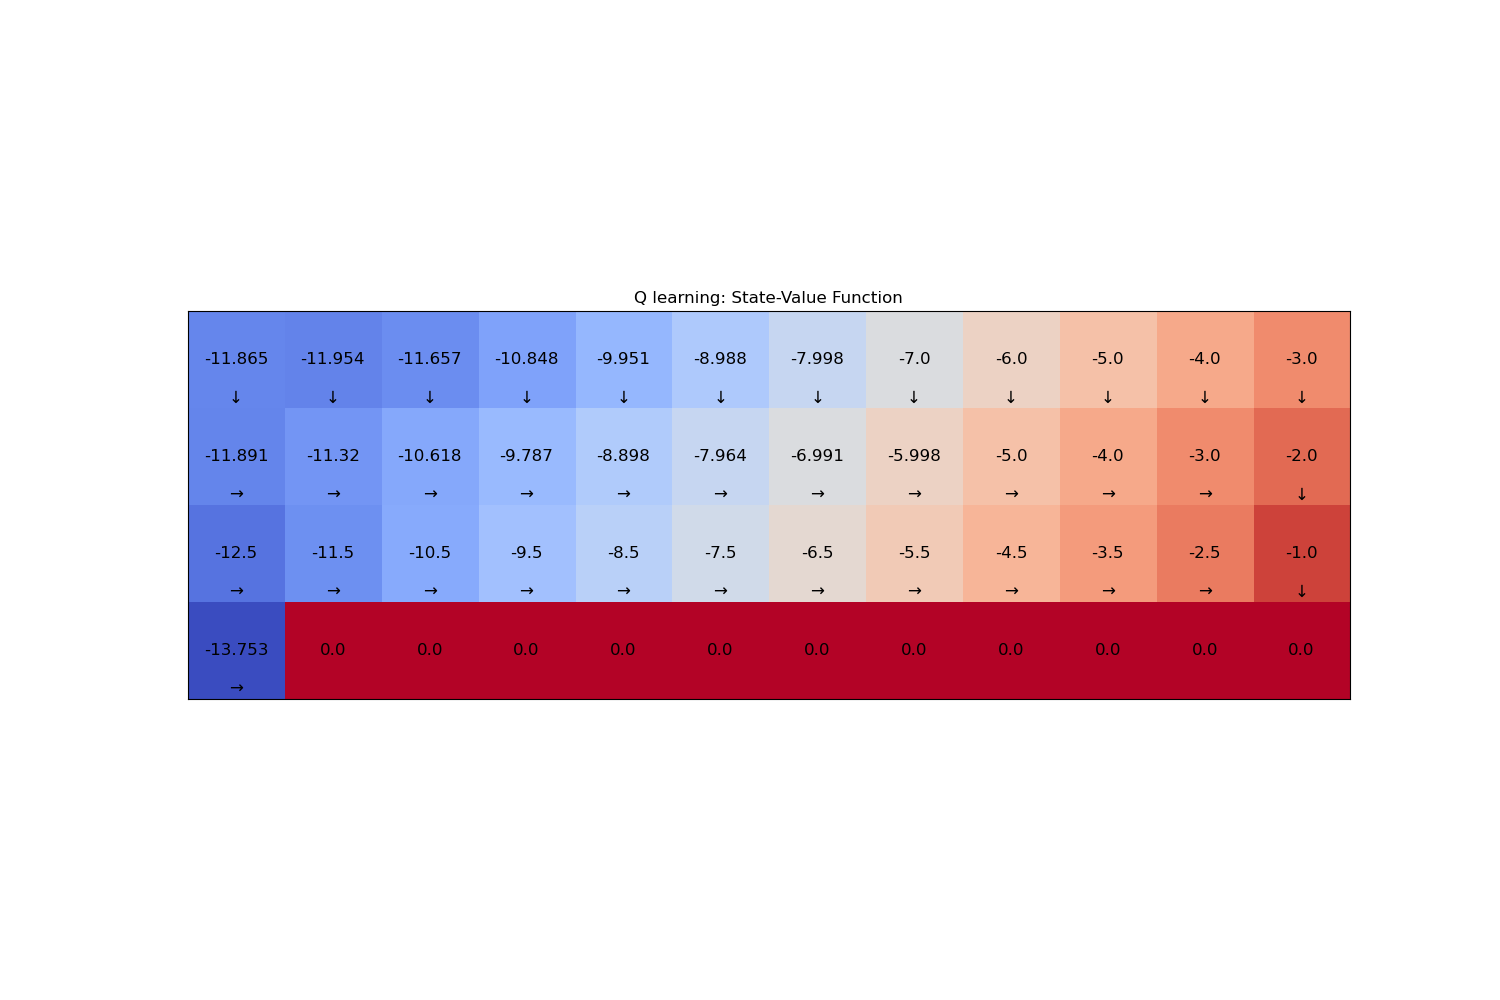 Q learning: State-Value Function
-11.865 -11.954 -11.657 -10.848 -9.951 -8.988 -7.998 -7.0 -6.0 -5.0 -4.0 -3.0
↓ ↓ ↓ ↓ ↓ ↓ ↓ ↓ ↓ ↓ ↓ ↓
-11.891 -11.32 -10.618 -9.787 -8.898 -7.964 -6.991 -5.998 -5.0 -4.0 -3.0 -2.0
→ → → → → → → → → → → ↓
-12.5 -11.5 -10.5 -9.5 -8.5 -7.5 -6.5 -5.5 -4.5 -3.5 -2.5 -1.0
→ → → → → → → → → → → ↓
-13.753 0.0 0.0 0.0 0.0 0.0 0.0 0.0 0.0 0.0 0.0 0.0
→